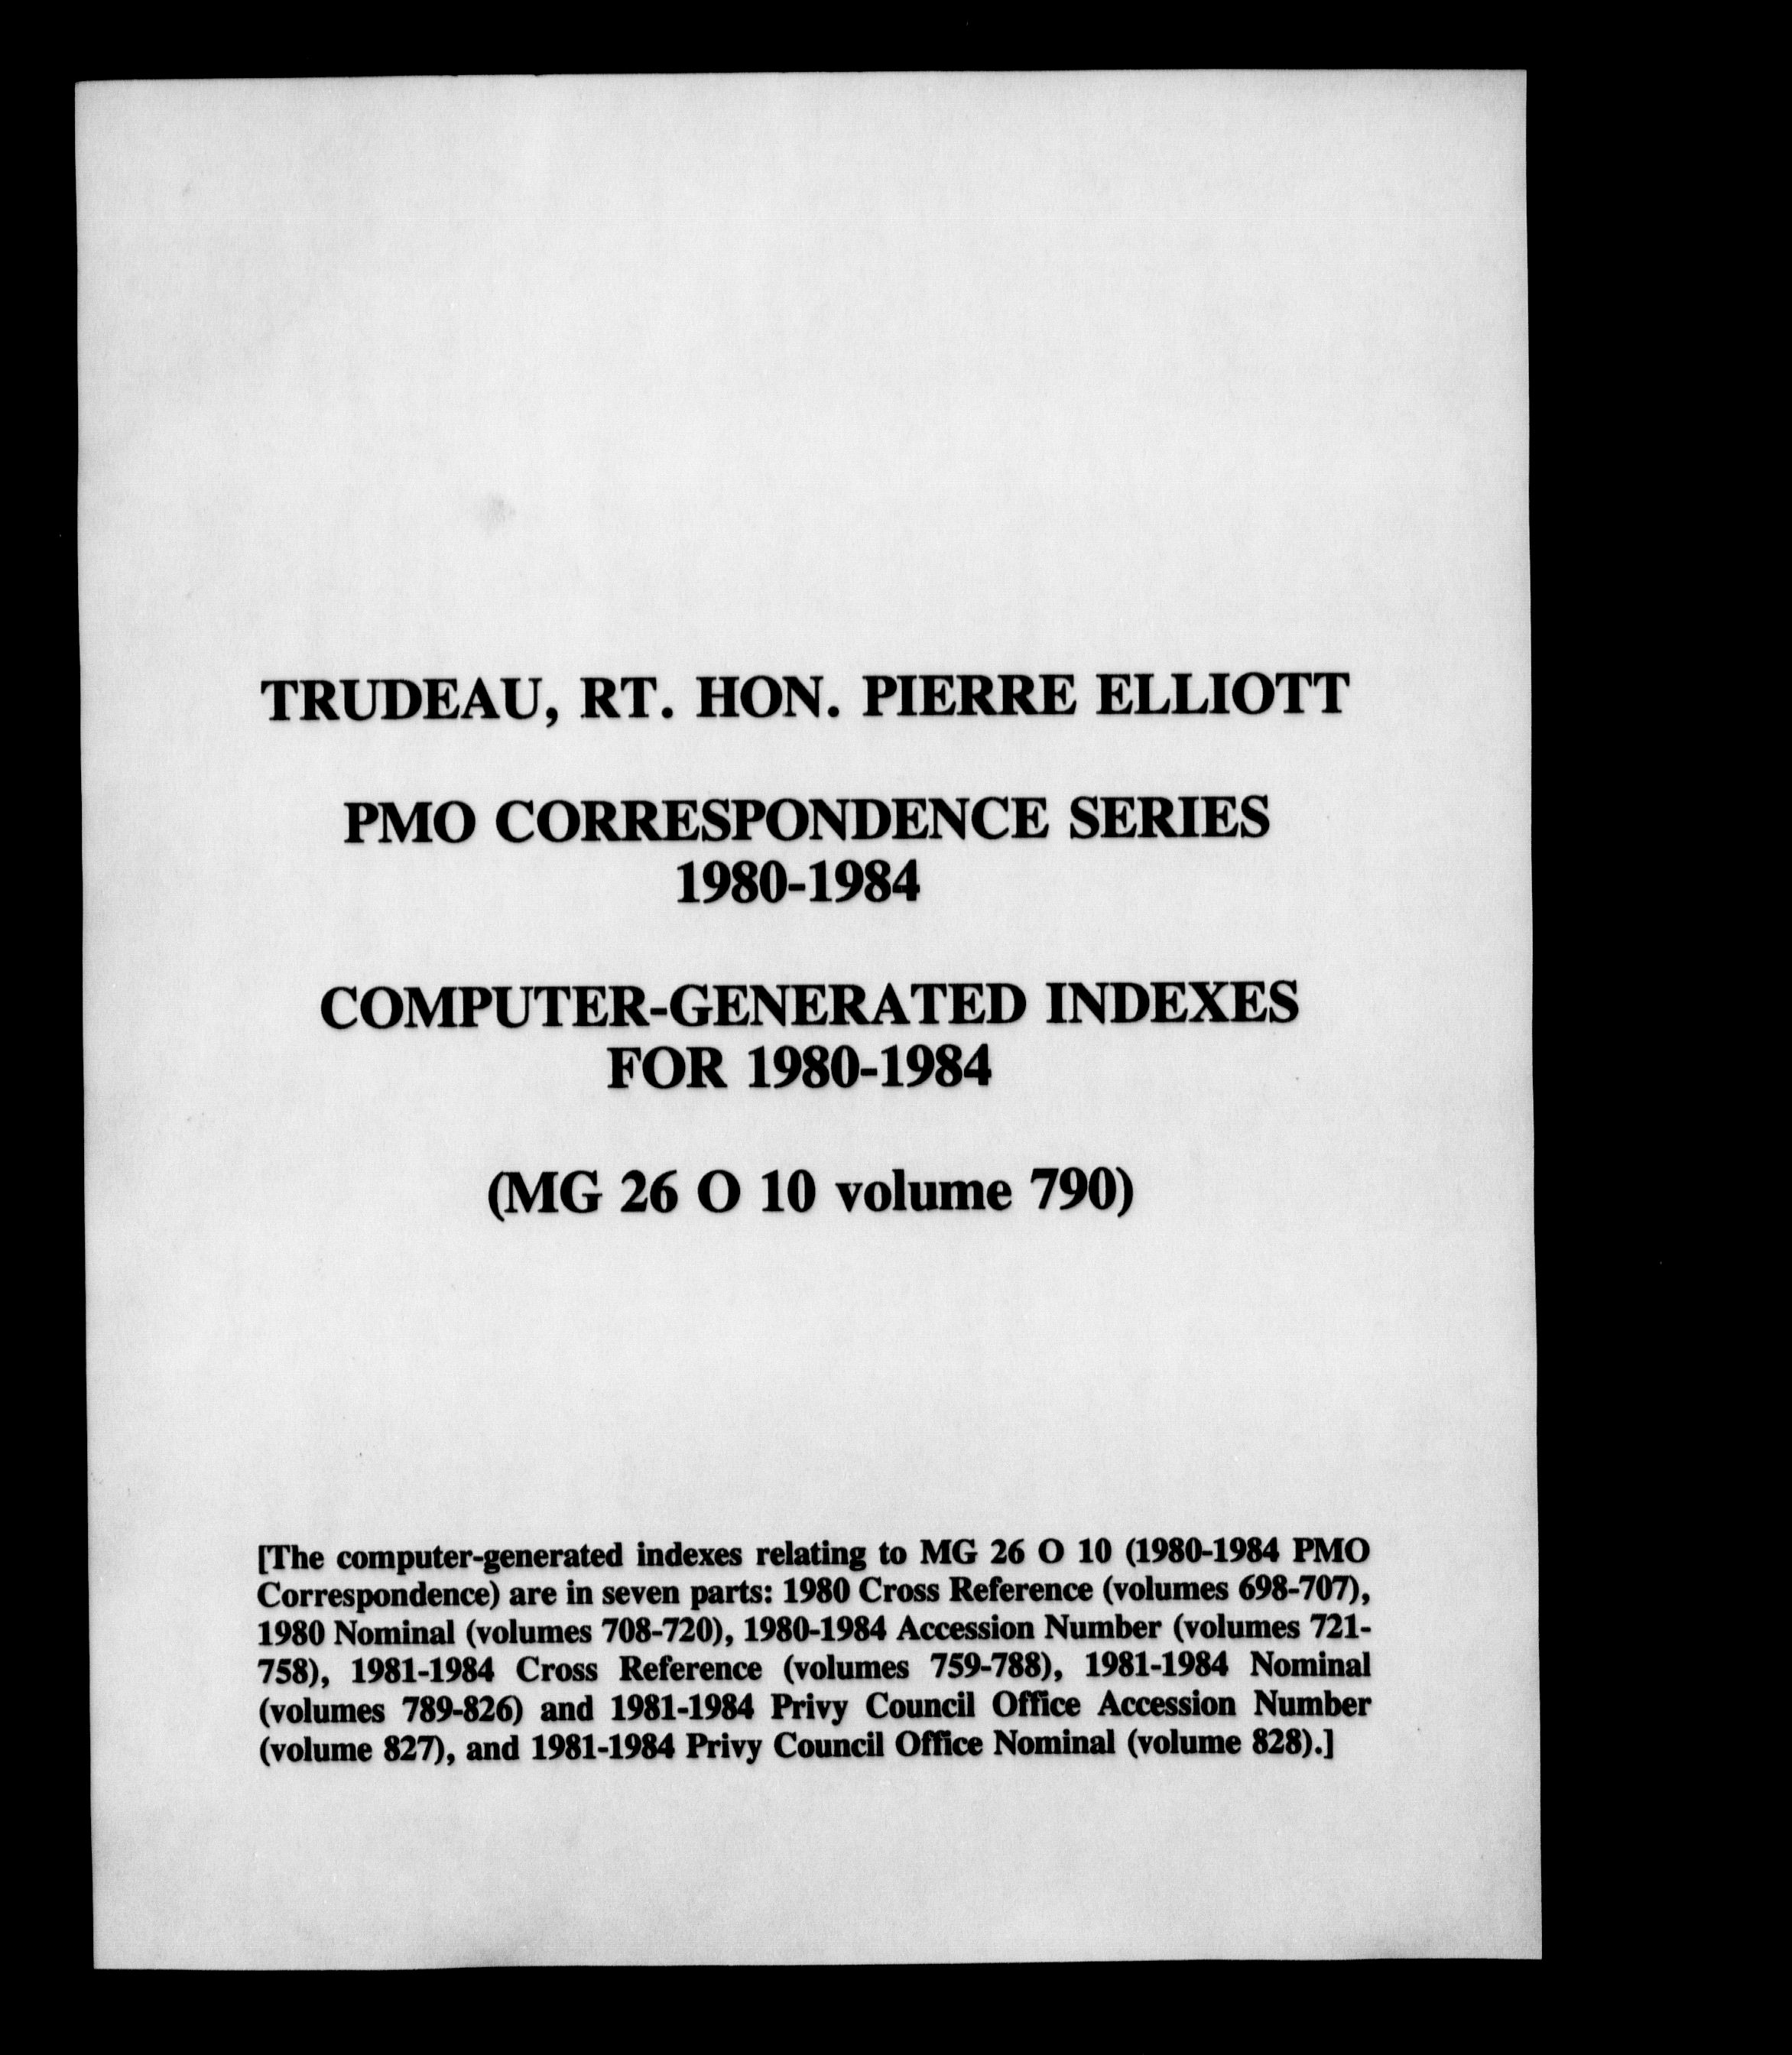 TRUDEAU, RT. HON. PIERRE ELLIOTT
PMO CORRESPONDENCE SERIES
1980-1984
COMPUTER-GENERATED INDEXES
FOR 1980-1984
(MG 26 O 10 volume 790)
[The computer-generated indexes relating to MG 26 O 10 (1980-1984 PMO
Correspondence) are in seven parts: 1980 Cross Reference (volumes 698-707),
1980 Nominal (volumes 708-720), 1980-1984 Accession Number (volumes 721-
758), 1981-1984 Cross Reference (volumes 759-788), 1981-1984 Nominal
(volumes 789-826) and 1981-1984 Privy Council Office Accession Number
(volume 827), and 1981-1984 Privy Council Office Nominal (volume 828).]